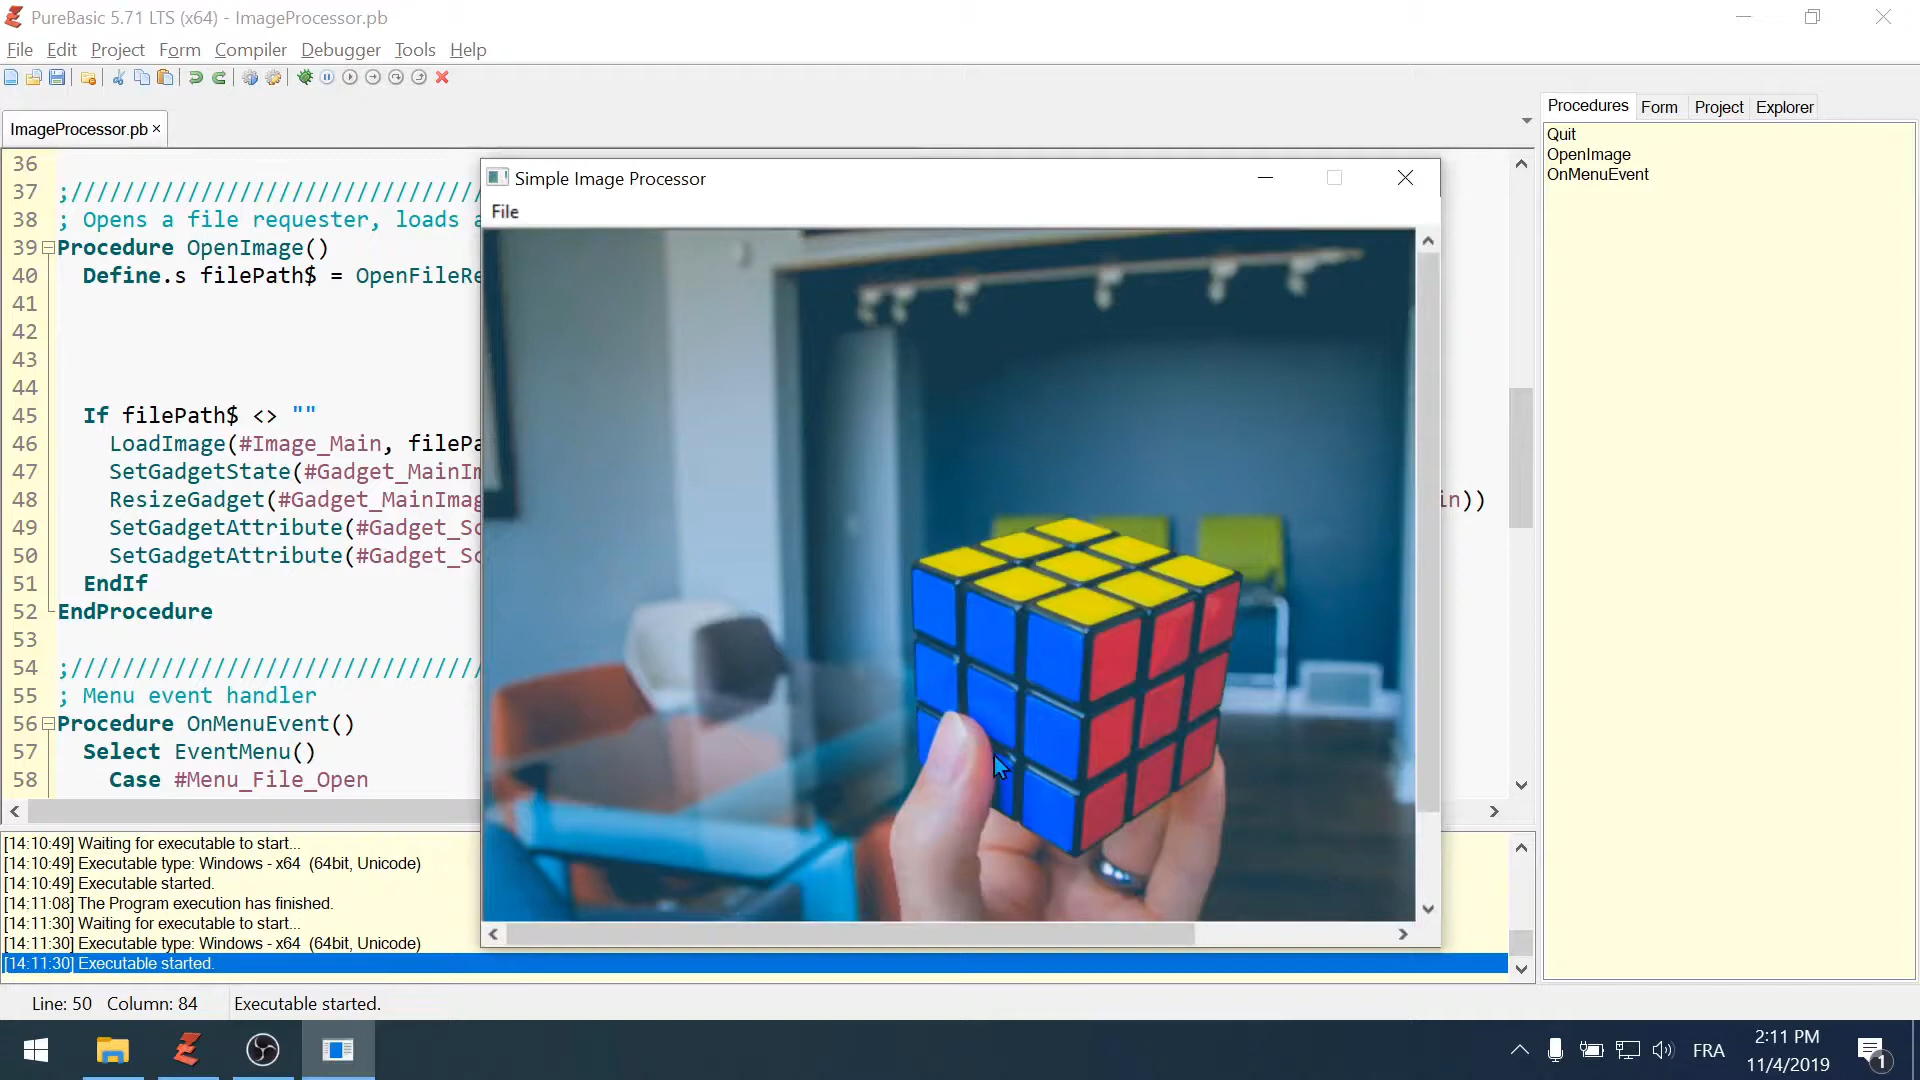 PureBasic 5.71 LTS (x64) - ImageProcessor.pb
File Edit Project Form Compiler Debugger Tools Help
ImageProcessor.pb ×
Procedures Form Project Explorer
Quit
OpenImage
OnMenuEvent
36
37 ;////////////////////////////////
38 ; Opens a file requester, loads a
39 Procedure OpenImage()
40 Define.s filePath$ = OpenFileRe
41
42
43
44
45 If filePath$ <> ""
46 LoadImage(#Image_Main, filePa
47 SetGadgetState(#Gadget_MainIm
48 ResizeGadget(#Gadget_MainImag in))
49 SetGadgetAttribute(#Gadget_Sc
50 SetGadgetAttribute(#Gadget_Sc
51 EndIf
52 EndProcedure
53
54 ;////////////////////////////////
55 ; Menu event handler
56 Procedure OnMenuEvent()
57 Select EventMenu()
58 Case #Menu_File_Open
Simple Image Processor
File
[14:10:49] Waiting for executable to start...
[14:10:49] Executable type: Windows - x64 (64bit, Unicode)
[14:10:49] Executable started.
[14:11:08] The Program execution has finished.
[14:11:30] Waiting for executable to start...
[14:11:30] Executable type: Windows - x64 (64bit, Unicode)
[14:11:30] Executable started.
Line: 50 Column: 84 Executable started.
FRA
2:11 PM
11/4/2019
1